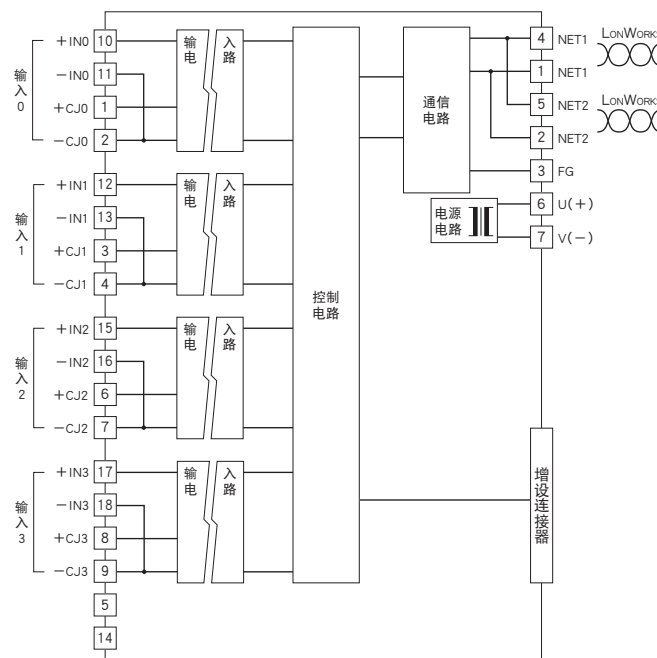 输入0
+IN0 10
−IN0 11
+CJ0 1
−CJ0 2
输电
入路
输入1
+IN1 12
−IN1 13
+CJ1 3
−CJ1 4
输电
入路
输入2
+IN2 15
−IN2 16
+CJ2 6
−CJ2 7
输电
入路
输入3
+IN3 17
−IN3 18
+CJ3 8
−CJ3 9
输电
入路
5
14
控制
电路
通信
电路
电源
电路
4 NET1
1 NET1
5 NET2
2 NET2
3 FG
6 U(+)
7 V(−)
LONWORKS
LONWORKS
增设连接器